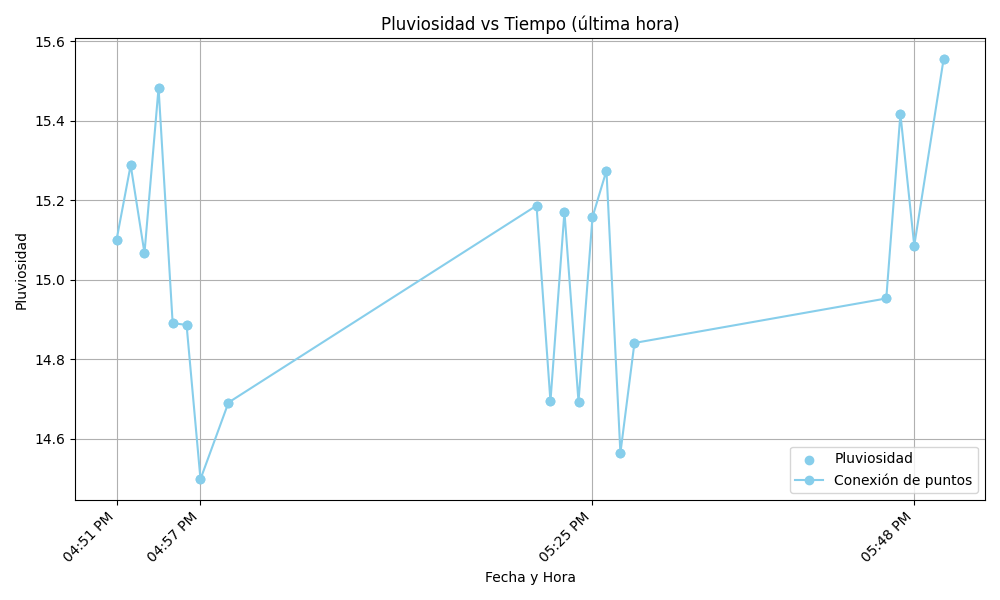 Pluviosidad vs Tiempo (última hora)
15.6
15.4
15.2
15.0
14.8
14.6
Pluviosidad
Pluviosidad
Conexión de puntos
04:51 PM
04:57 PM
05:25 PM
05:48 PM
Fecha y Hora